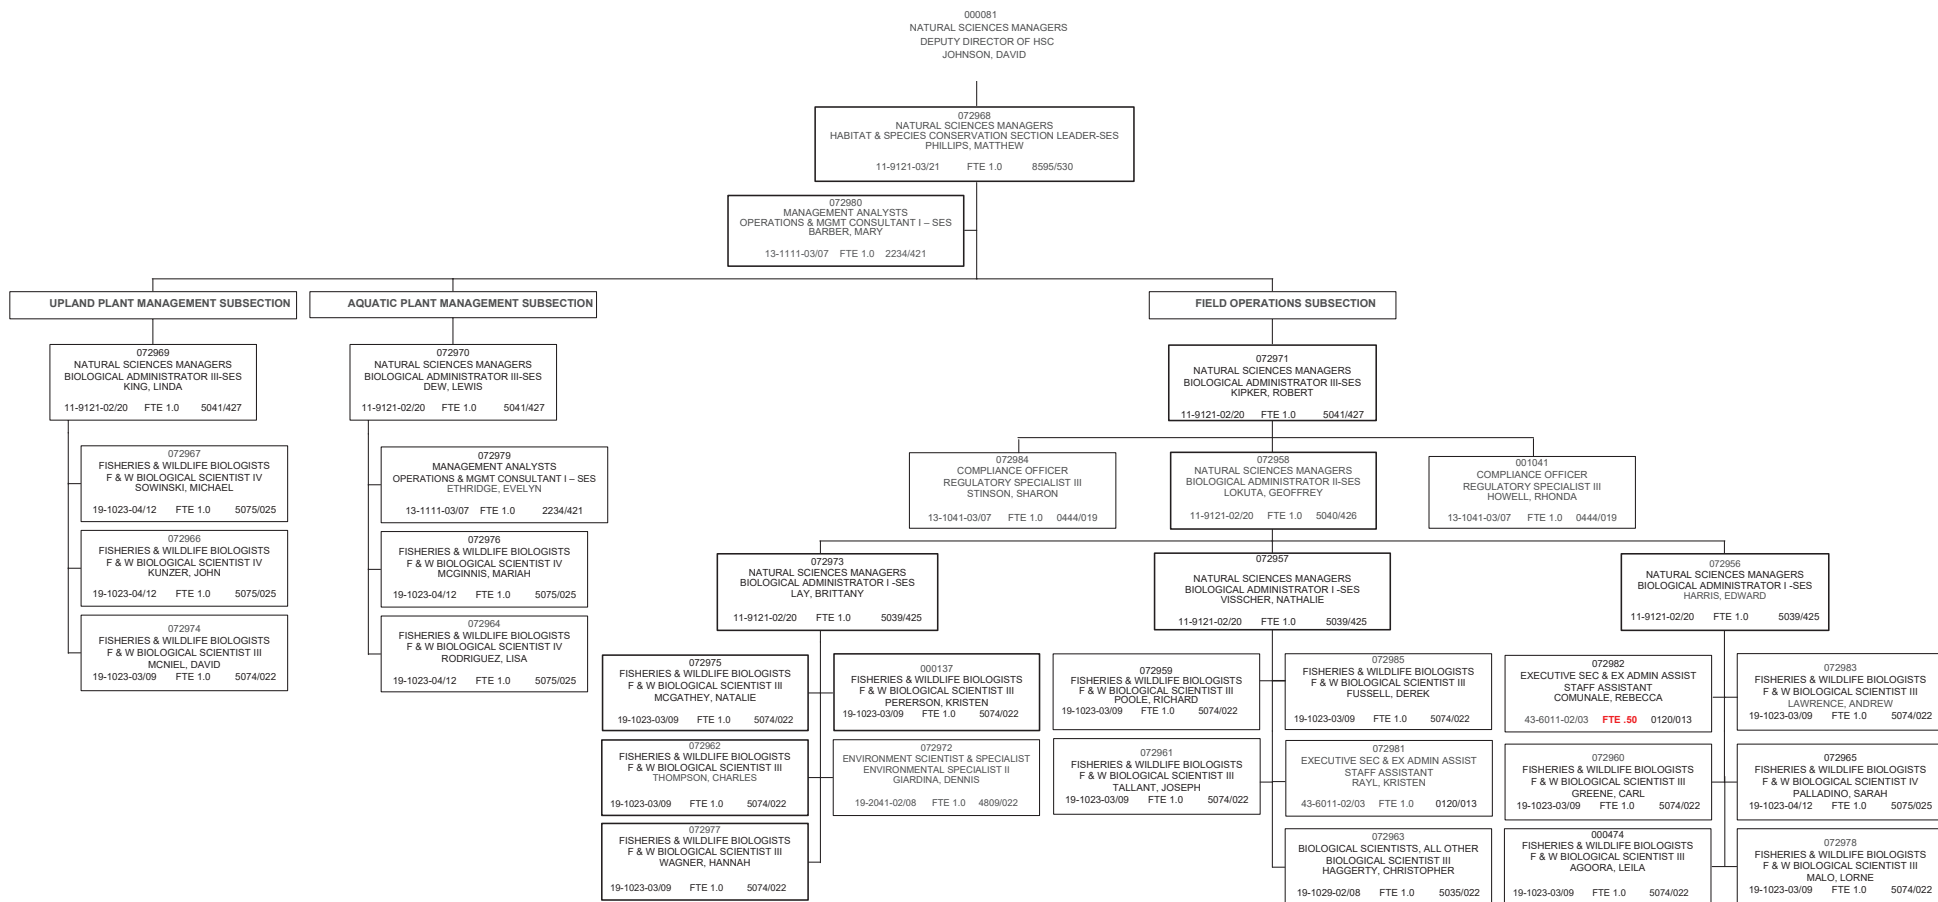 000081
NATURAL SCIENCES MANAGERS
DEPUTY DIRECTOR OF HSC
JOHNSON, DAVID
072968
NATURAL SCIENCES MANAGERS
HABITAT & SPECIES CONSERVATION SECTION LEADER-SES
PHILLIPS, MATTHEW
11-9121-03/21 FTE 1.0 8595/530
072980
MANAGEMENT ANALYSTS
OPERATIONS & MGMT CONSULTANT I – SES
BARBER, MARY
13-1111-03/07 FTE 1.0 2234/421
UPLAND PLANT MANAGEMENT SUBSECTION
072969
NATURAL SCIENCES MANAGERS
BIOLOGICAL ADMINISTRATOR III-SES
KING, LINDA
11-9121-02/20 FTE 1.0 5041/427
072967
FISHERIES & WILDLIFE BIOLOGISTS
F & W BIOLOGICAL SCIENTIST IV
SOWINSKI, MICHAEL
19-1023-04/12 FTE 1.0 5075/025
072966
FISHERIES & WILDLIFE BIOLOGISTS
F & W BIOLOGICAL SCIENTIST IV
KUNZER, JOHN
19-1023-04/12 FTE 1.0 5075/025
072974
FISHERIES & WILDLIFE BIOLOGISTS
F & W BIOLOGICAL SCIENTIST III
MCNIEL, DAVID
19-1023-03/09 FTE 1.0 5074/022
AQUATIC PLANT MANAGEMENT SUBSECTION
072970
NATURAL SCIENCES MANAGERS
BIOLOGICAL ADMINISTRATOR III-SES
DEW, LEWIS
11-9121-02/20 FTE 1.0 5041/427
072979
MANAGEMENT ANALYSTS
OPERATIONS & MGMT CONSULTANT I – SES
ETHRIDGE, EVELYN
13-1111-03/07 FTE 1.0 2234/421
072976
FISHERIES & WILDLIFE BIOLOGISTS
F & W BIOLOGICAL SCIENTIST IV
MCGINNIS, MARIAH
19-1023-04/12 FTE 1.0 5075/025
072964
FISHERIES & WILDLIFE BIOLOGISTS
F & W BIOLOGICAL SCIENTIST IV
RODRIGUEZ, LISA
19-1023-04/12 FTE 1.0 5075/025
FIELD OPERATIONS SUBSECTION
072971
NATURAL SCIENCES MANAGERS
BIOLOGICAL ADMINISTRATOR III-SES
KIPKER, ROBERT
11-9121-02/20 FTE 1.0 5041/427
072984
COMPLIANCE OFFICER
REGULATORY SPECIALIST III
STINSON, SHARON
13-1041-03/07 FTE 1.0 0444/019
072958
NATURAL SCIENCES MANAGERS
BIOLOGICAL ADMINISTRATOR II-SES
LOKUTA, GEOFFREY
11-9121-02/20 FTE 1.0 5040/426
001041
COMPLIANCE OFFICER
REGULATORY SPECIALIST III
HOWELL, RHONDA
13-1041-03/07 FTE 1.0 0444/019
072973
NATURAL SCIENCES MANAGERS
BIOLOGICAL ADMINISTRATOR I -SES
LAY, BRITTANY
11-9121-02/20 FTE 1.0 5039/425
072975
FISHERIES & WILDLIFE BIOLOGISTS
F & W BIOLOGICAL SCIENTIST III
MCGATHEY, NATALIE
19-1023-03/09 FTE 1.0 5074/022
000137
FISHERIES & WILDLIFE BIOLOGISTS
F & W BIOLOGICAL SCIENTIST III
PERERSON, KRISTEN
19-1023-03/09 FTE 1.0 5074/022
072962
FISHERIES & WILDLIFE BIOLOGISTS
F & W BIOLOGICAL SCIENTIST III
THOMPSON, CHARLES
19-1023-03/09 FTE 1.0 5074/022
072972
ENVIRONMENT SCIENTIST & SPECIALIST
ENVIRONMENTAL SPECIALIST II
GIARDINA, DENNIS
19-2041-02/08 FTE 1.0 4809/022
072977
FISHERIES & WILDLIFE BIOLOGISTS
F & W BIOLOGICAL SCIENTIST III
WAGNER, HANNAH
19-1023-03/09 FTE 1.0 5074/022
072957
NATURAL SCIENCES MANAGERS
BIOLOGICAL ADMINISTRATOR I -SES
VISSCHER, NATHALIE
11-9121-02/20 FTE 1.0 5039/425
072959
FISHERIES & WILDLIFE BIOLOGISTS
F & W BIOLOGICAL SCIENTIST III
POOLE, RICHARD
19-1023-03/09 FTE 1.0 5074/022
072985
FISHERIES & WILDLIFE BIOLOGISTS
F & W BIOLOGICAL SCIENTIST III
FUSSELL, DEREK
19-1023-03/09 FTE 1.0 5074/022
072961
FISHERIES & WILDLIFE BIOLOGISTS
F & W BIOLOGICAL SCIENTIST III
TALLANT, JOSEPH
19-1023-03/09 FTE 1.0 5074/022
072981
EXECUTIVE SEC & EX ADMIN ASSIST
STAFF ASSISTANT
RAYL, KRISTEN
43-6011-02/03 FTE 1.0 0120/013
072963
BIOLOGICAL SCIENTISTS, ALL OTHER
BIOLOGICAL SCIENTIST III
HAGGERTY, CHRISTOPHER
19-1029-02/08 FTE 1.0 5035/022
072956
NATURAL SCIENCES MANAGERS
BIOLOGICAL ADMINISTRATOR I -SES
HARRIS, EDWARD
11-9121-02/20 FTE 1.0 5039/425
072982
EXECUTIVE SEC & EX ADMIN ASSIST
STAFF ASSISTANT
COMUNALE, REBECCA
43-6011-02/03 FTE .50 0120/013
072983
FISHERIES & WILDLIFE BIOLOGISTS
F & W BIOLOGICAL SCIENTIST III
LAWRENCE, ANDREW
19-1023-03/09 FTE 1.0 5074/022
072960
FISHERIES & WILDLIFE BIOLOGISTS
F & W BIOLOGICAL SCIENTIST III
GREENE, CARL
19-1023-03/09 FTE 1.0 5074/022
072965
FISHERIES & WILDLIFE BIOLOGISTS
F & W BIOLOGICAL SCIENTIST IV
PALLADINO, SARAH
19-1023-04/12 FTE 1.0 5075/025
000474
FISHERIES & WILDLIFE BIOLOGISTS
F & W BIOLOGICAL SCIENTIST III
AGOORA, LEILA
19-1023-03/09 FTE 1.0 5074/022
072978
FISHERIES & WILDLIFE BIOLOGISTS
F & W BIOLOGICAL SCIENTIST III
MALO, LORNE
19-1023-03/09 FTE 1.0 5074/022